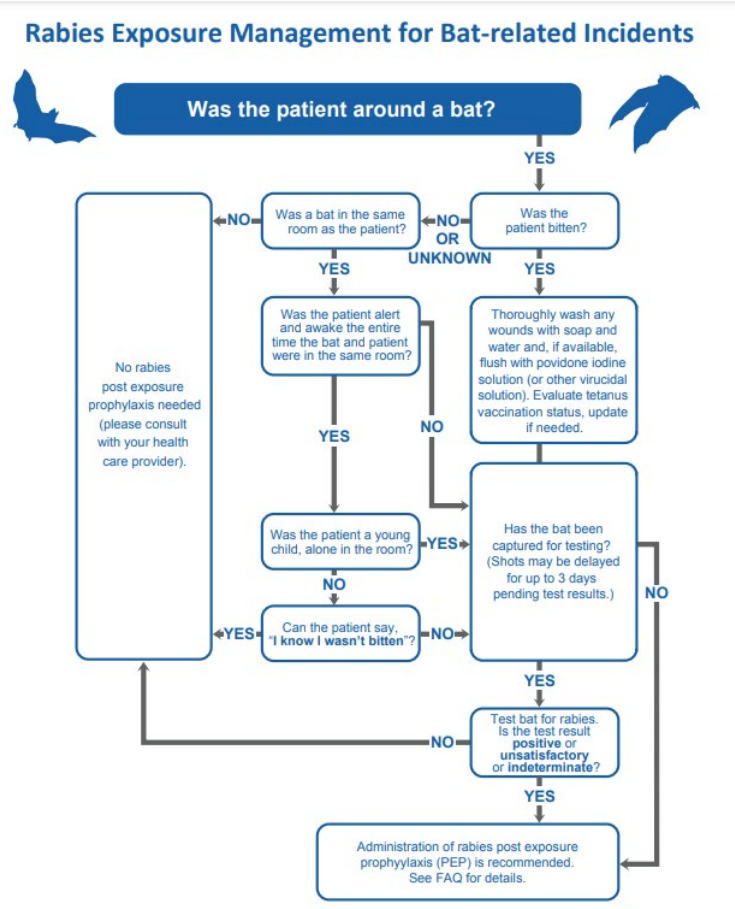 Rabies Exposure Management for Bat-related Incidents
Was the patient around a bat?
YES
Was the
patient bitten?
NO
OR
UNKNOWN
YES
Was a bat in the same
room as the patient?
NO
YES
No rabies
post exposure
prophylaxis needed
(please consult
with your health
care provider).
Was the patient alert
and awake the entire
time the bat and patient
were in the same room?
YES
NO
Thoroughly wash any
wounds with soap and
water and, if available,
flush with povidone iodine
solution (or other virucidal
solution). Evaluate tetanus
vaccination status, update
if needed.
Was the patient a young
child, alone in the room?
YES
NO
Has the bat been
captured for testing?
(Shots may be delayed
for up to 3 days
pending test results.)
NO
Can the patient say,
“I know I wasn’t bitten”?
YES
NO
YES
Test bat for rabies.
Is the test result
positive or
unsatisfactory
or indeterminate?
NO
YES
Administration of rabies post exposure
prophyylaxis (PEP) is recommended.
See FAQ for details.